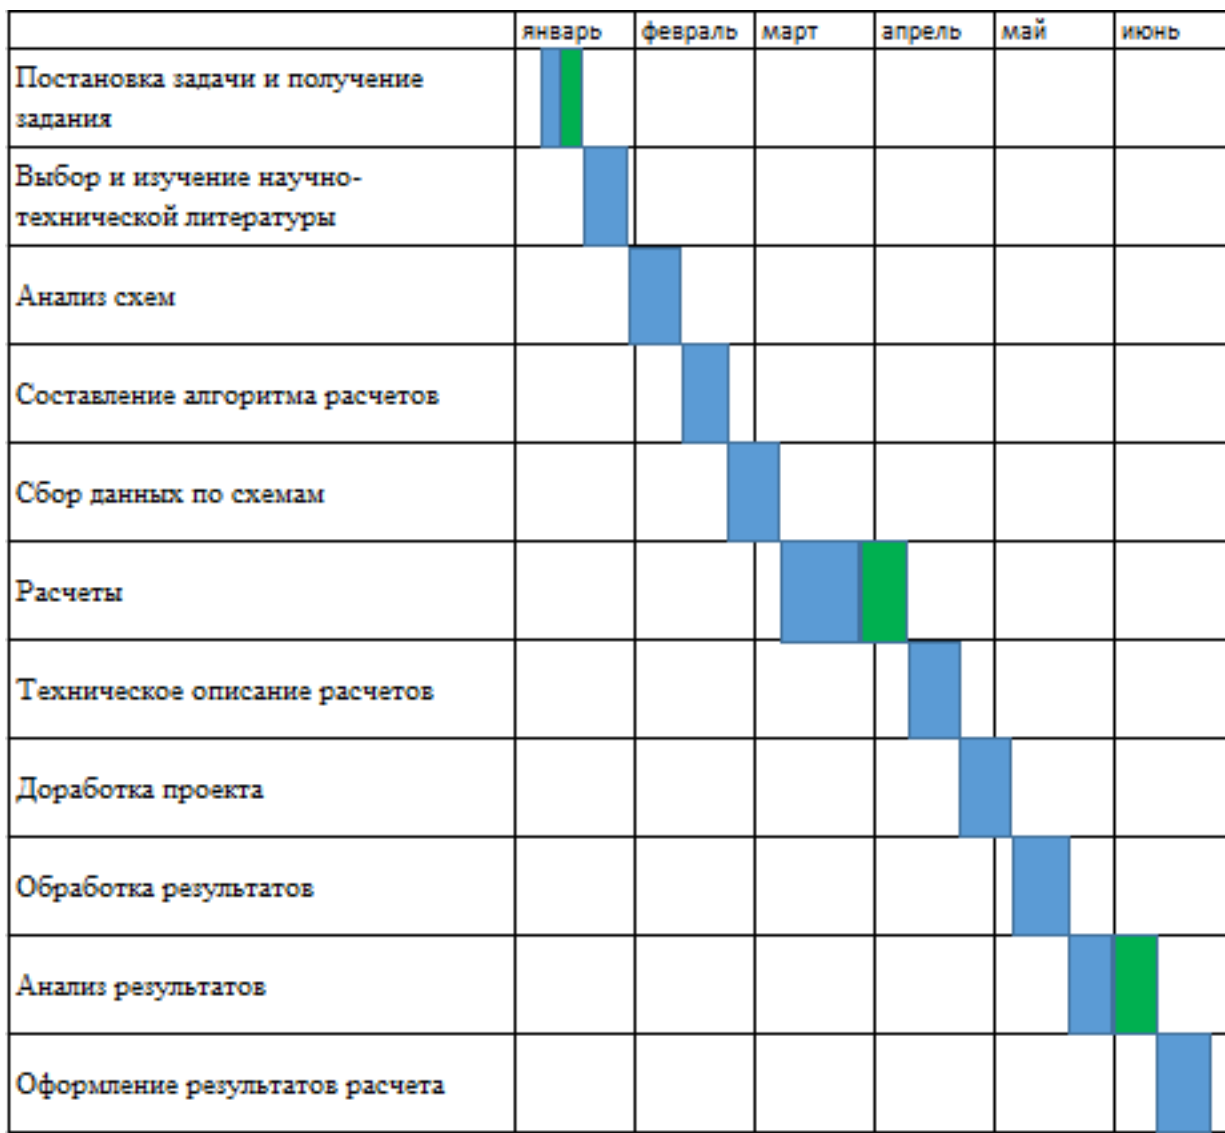 январь февраль март апрель май июнь
Постановка задачи и получение
задания
Выбор и изучение научно-
технической литературы
Анализ схем
Составление алгоритма расчетов
Сбор данных по схемам
Расчеты
Техническое описание расчетов
Доработка проекта
Обработка результатов
Анализ результатов
Оформление результатов расчета